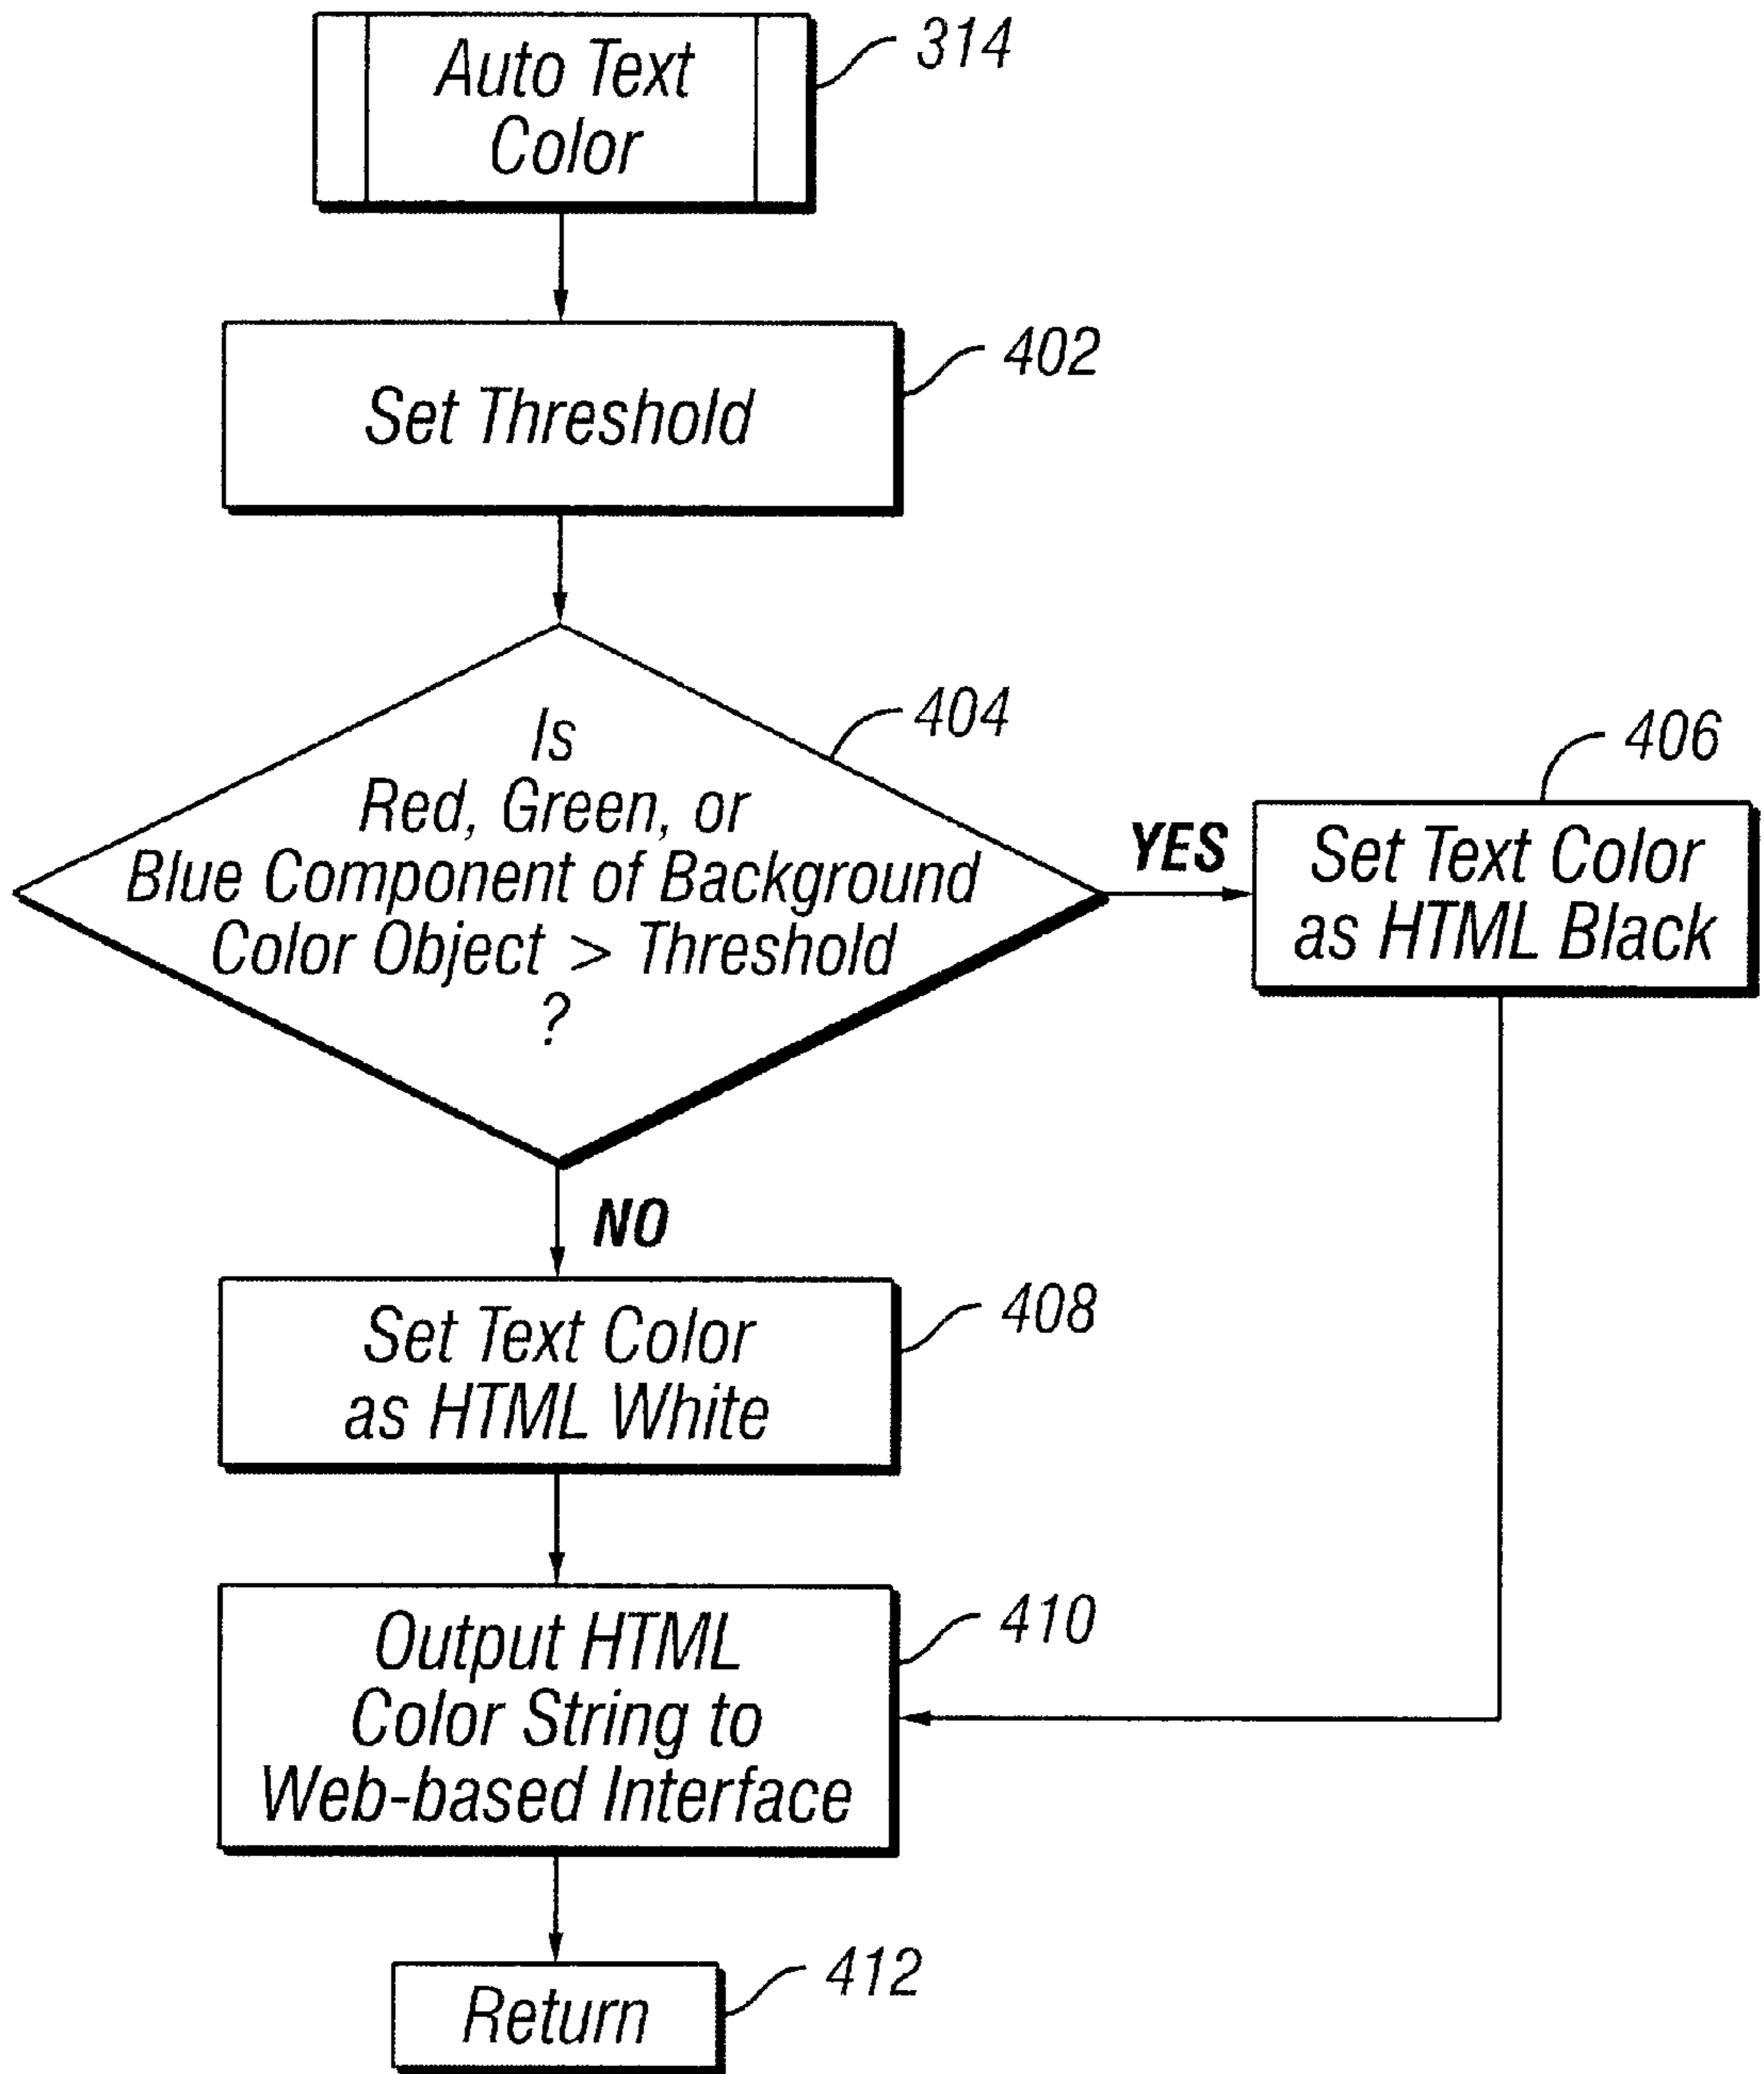 Auto Text
Color
314
Set Threshold
402
Is
Red, Green, or
Blue Component of Background
Color Object > Threshold
?
404
YES
Set Text Color
as HTML Black
406
NO
Set Text Color
as HTML White
408
Output HTML
Color String to
Web-based Interface
410
Return
412